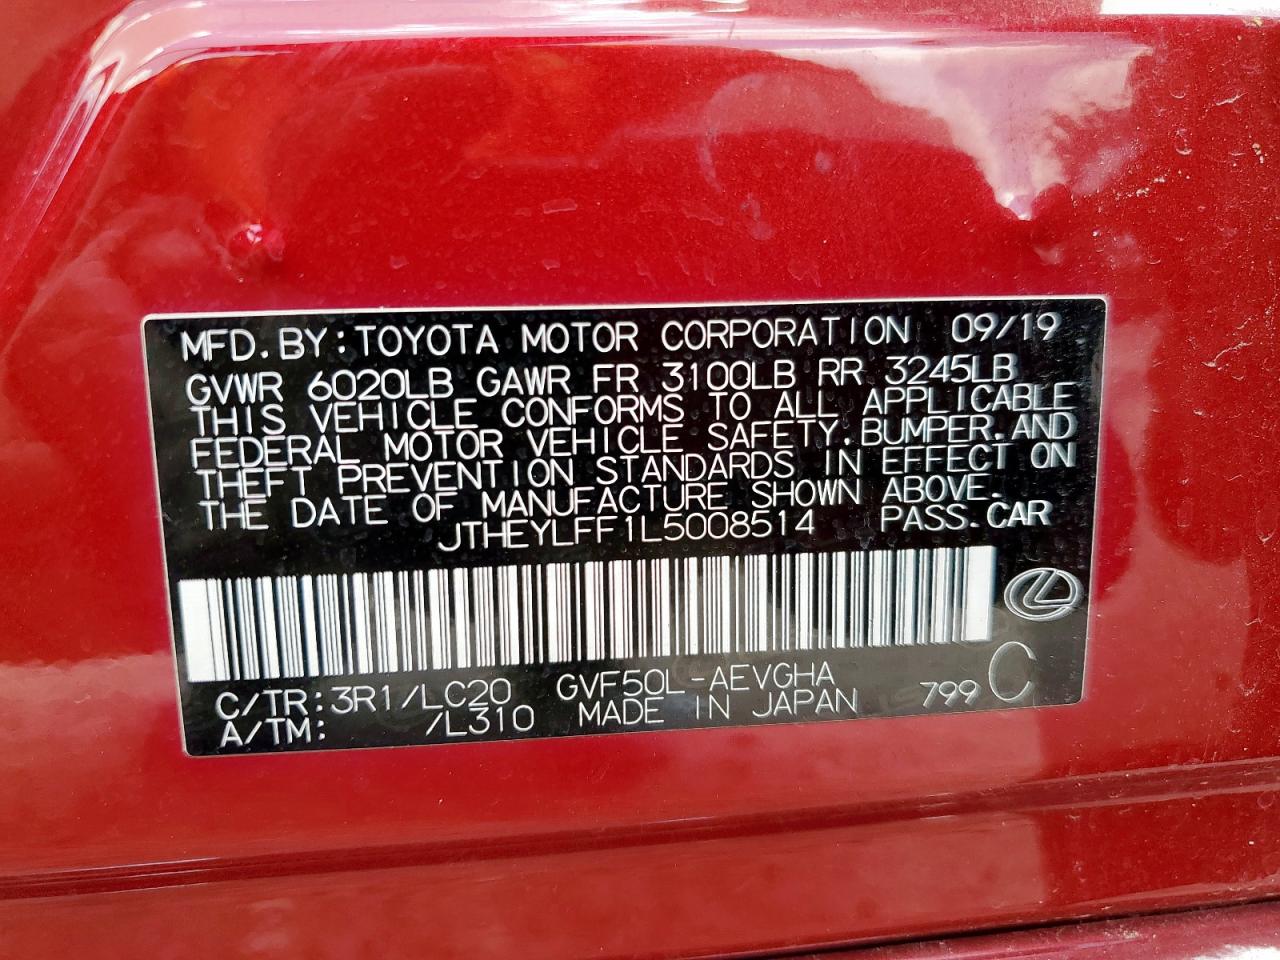 MFD.BY:TOYOTA MOTOR CORPORATION 09/19
GVWR 6020LB GAWR FR 3100LB RR 3245LB
THIS VEHICLE CONFORMS TO ALL APPLICABLE
FEDERAL MOTOR VEHICLE SAFETY.BUMPER.AND
THEFT PREVENTION STANDARDS IN EFFECT ON
THE DATE OF MANUFACTURE SHOWN ABOVE.
JTHEYLFF1L5008514 PASS.CAR
C/TR:3R1/LC20 GVF50L-AEVGHA
A/TM: /L310 MADE IN JAPAN 799 C